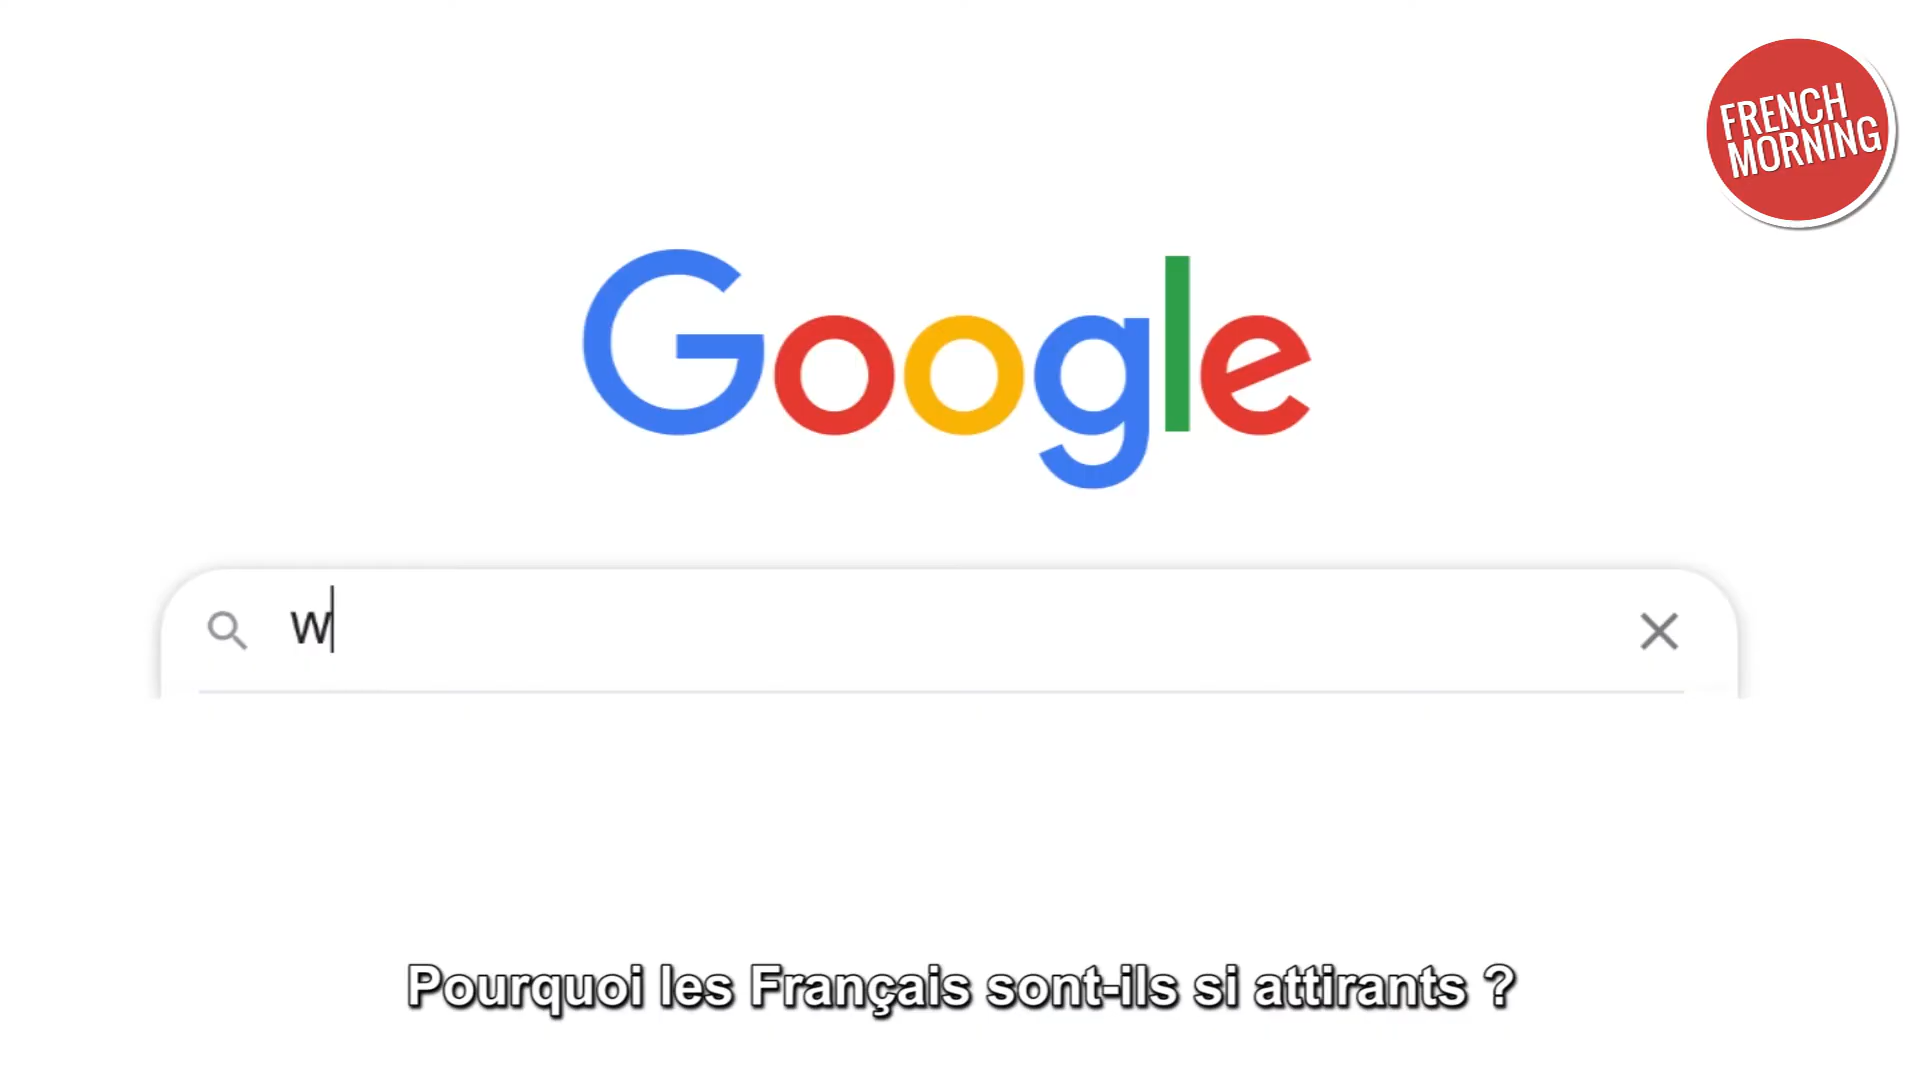 FRENCH
MORNING
Google
w
Pourquoi les Français sont-ils si attirants ?